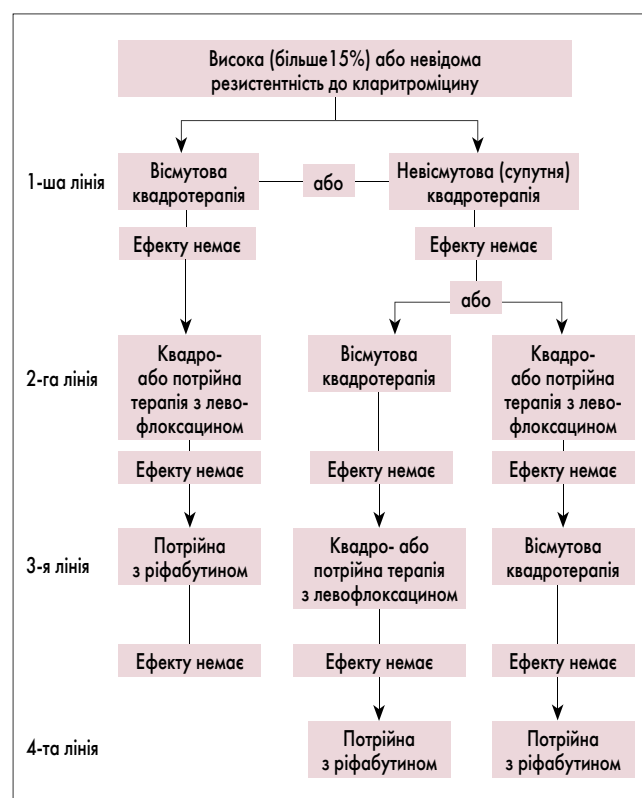 Висока (більше15%) або невідома
резистентність до кларитроміцину
1-ша лінія
Вісмутова
квадротерапія
або
Невісмутова (супутня)
квадротерапія
Ефекту немає
Ефекту немає
або
2-га лінія
Квадро-
або потрійна
терапія з лево-
флоксацином
Вісмутова
квадротерапія
Квадро-
або потрійна
терапія з лево-
флоксацином
Ефекту немає
Ефекту немає
Ефекту немає
3-я лінія
Потрійна
з ріфабутином
Квадро- або
потрійна терапія
з левофлоксацином
Вісмутова
квадротерапія
Ефекту немає
Ефекту немає
Ефекту немає
4-та лінія
Потрійна
з ріфабутином
Потрійна
з ріфабутином